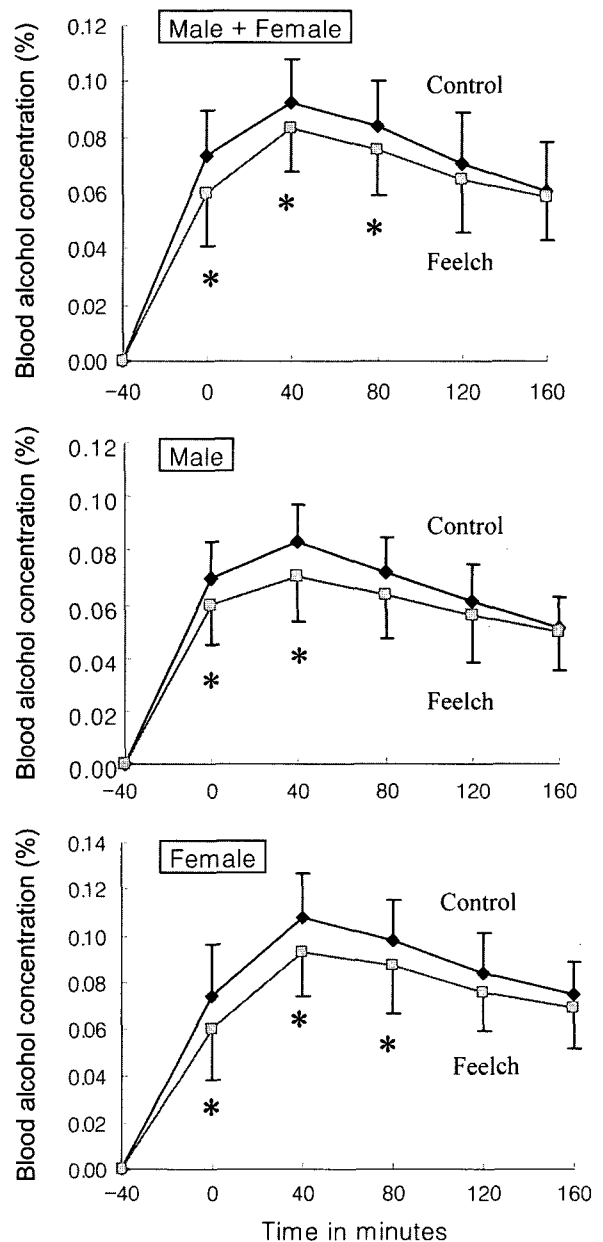 Male + Female
Blood alcohol concentration (%)
0.12
0.10
0.08
0.06
0.04
0.02
0.00
Control
Feelch
*
*
*
-40 0 40 80 120 160
Male
Blood alcohol concentration (%)
0.12
0.10
0.08
0.06
0.04
0.02
0.00
Control
Feelch
*
*
-40 0 40 80 120 160
Female
Blood alcohol concentration (%)
0.14
0.12
0.10
0.08
0.06
0.04
0.02
0.00
Control
Feelch
*
*
*
-40 0 40 80 120 160
Time in minutes